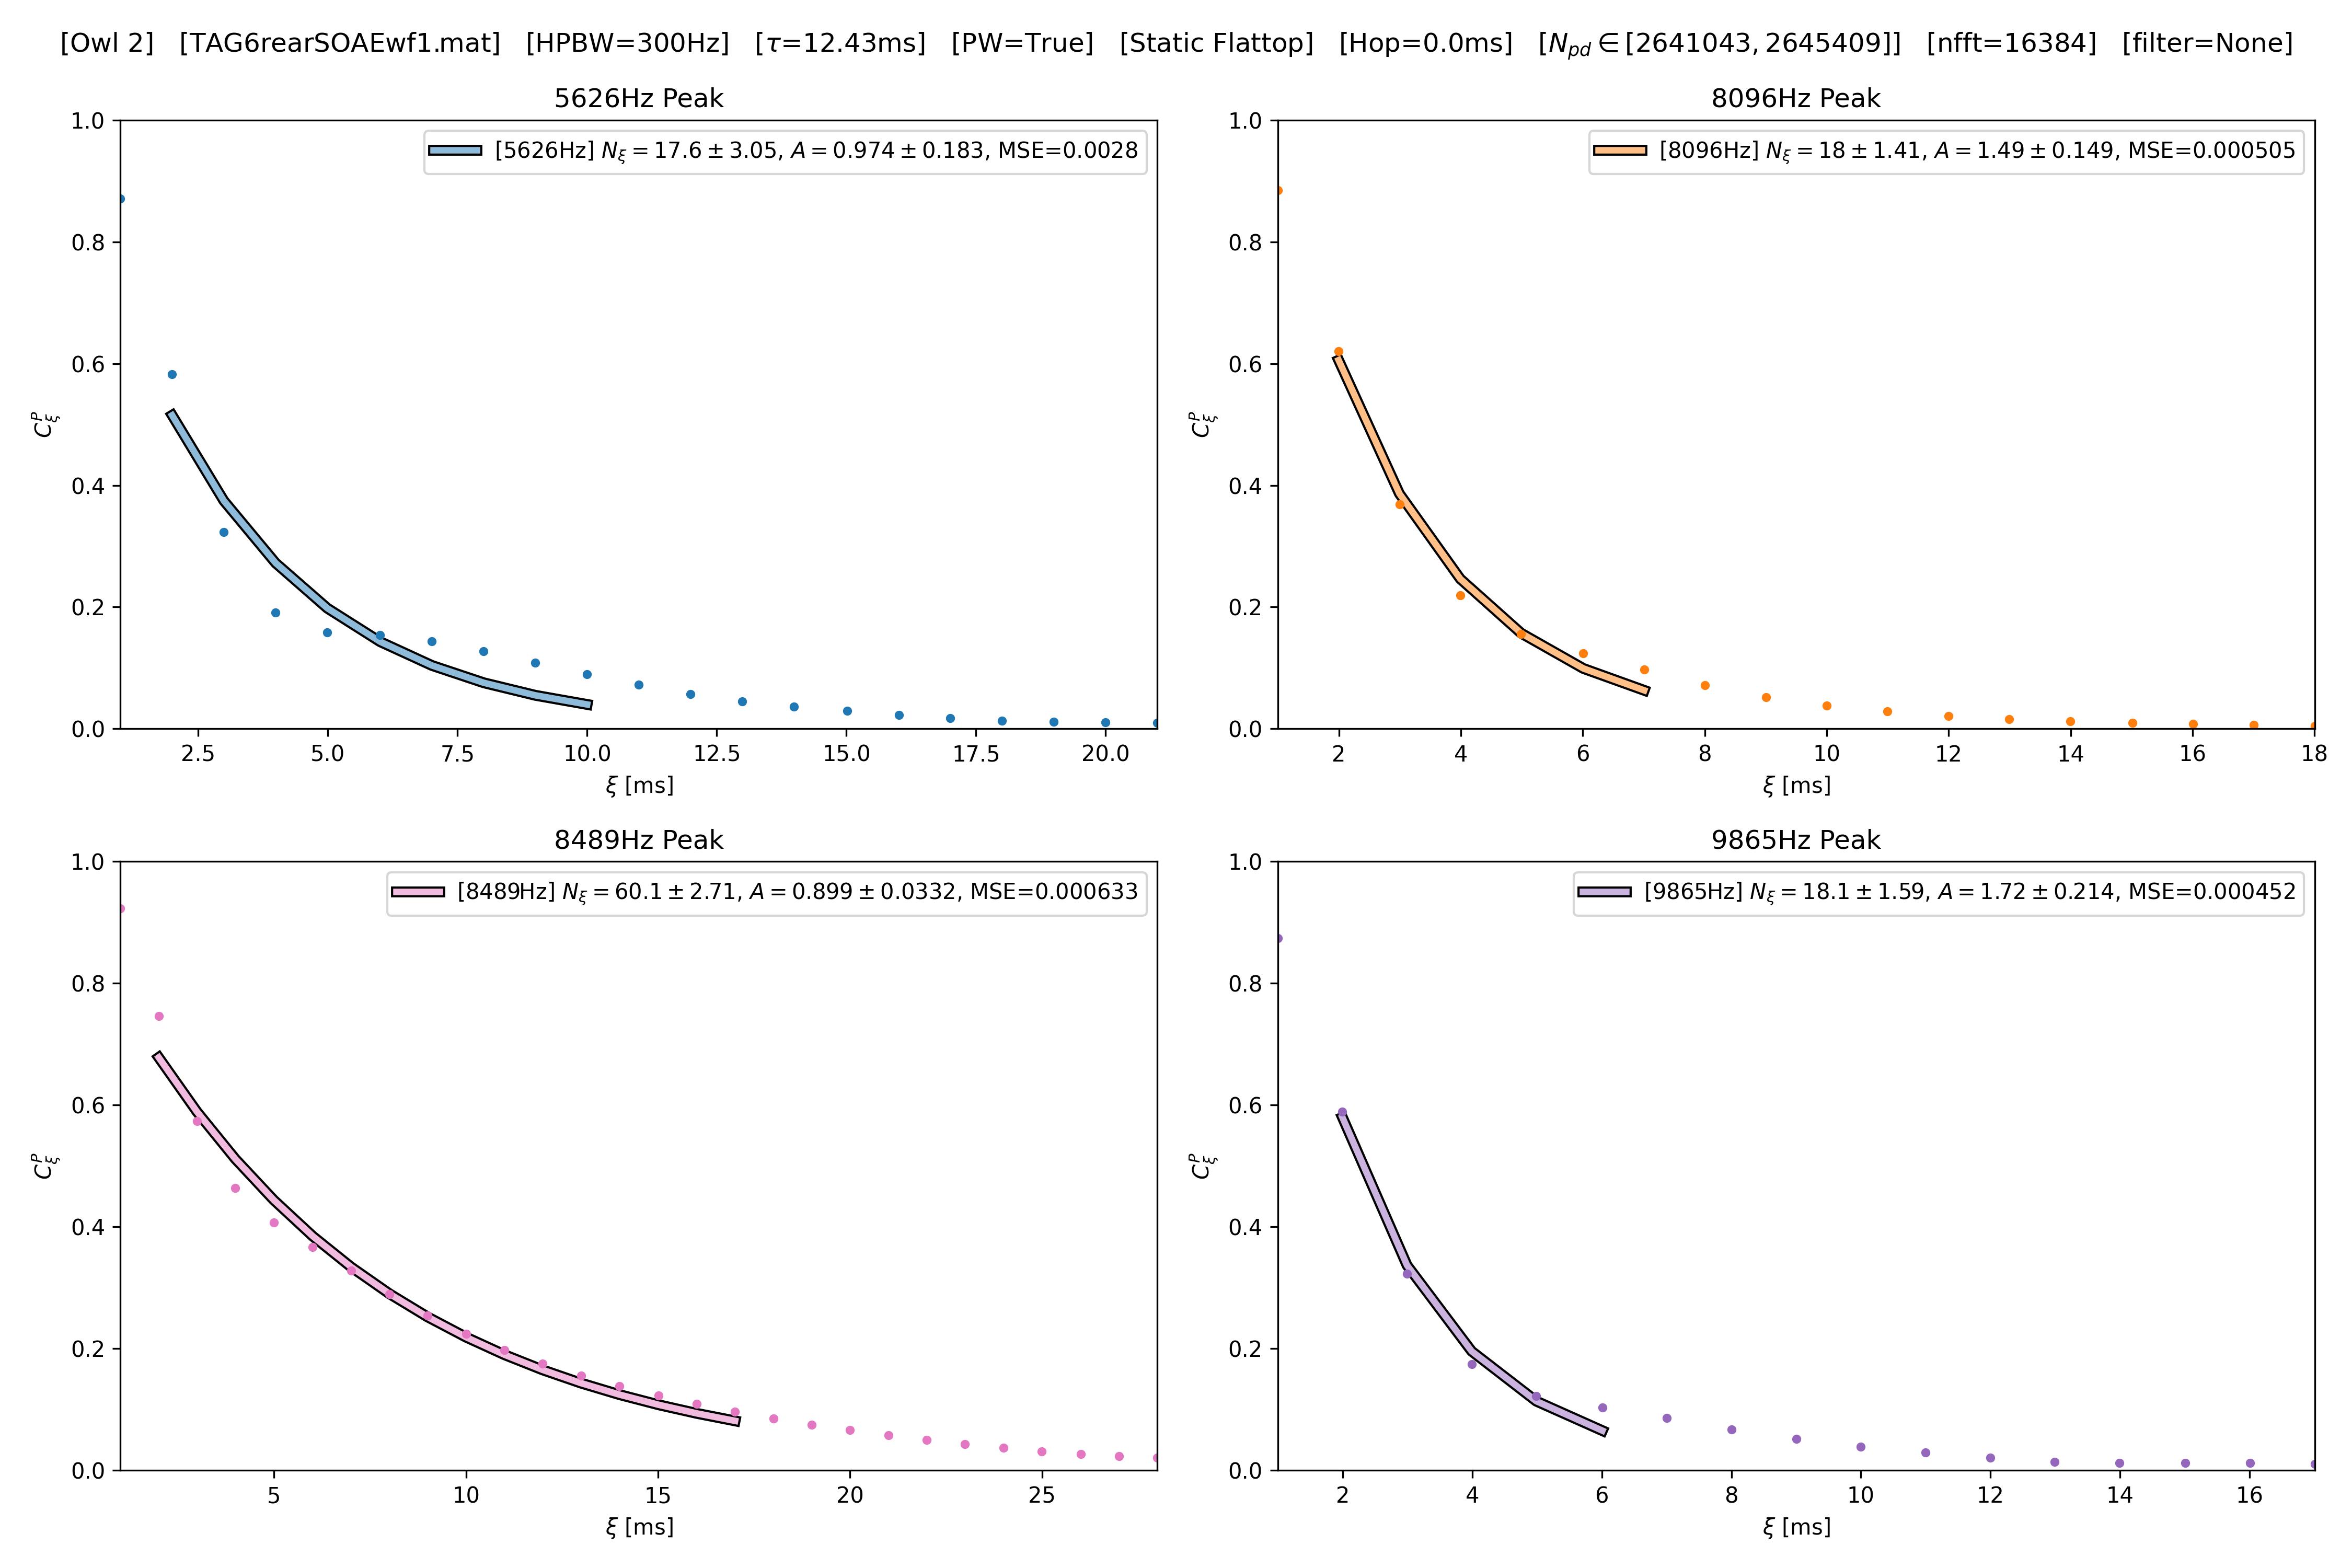 [Owl 2] [TAG6rearSOAEwf1.mat] [HPBW=300Hz] [τ=12.43ms] [PW=True] [Static Flattop] [Hop=0.0ms] [N_pd ∈ [2641043, 2645409]] [nfft=16384] [filter=None]
5626Hz Peak
[5626Hz] N_ξ = 17.6 ± 3.05, A = 0.974 ± 0.183, MSE=0.0028
1.0
0.8
0.6
0.4
0.2
0.0
C_ξ^P
2.5 5.0 7.5 10.0 12.5 15.0 17.5 20.0
ξ [ms]
8096Hz Peak
[8096Hz] N_ξ = 18 ± 1.41, A = 1.49 ± 0.149, MSE=0.000505
1.0
0.8
0.6
0.4
0.2
0.0
C_ξ^P
2 4 6 8 10 12 14 16 18
ξ [ms]
8489Hz Peak
[8489Hz] N_ξ = 60.1 ± 2.71, A = 0.899 ± 0.0332, MSE=0.000633
1.0
0.8
0.6
0.4
0.2
0.0
C_ξ^P
5 10 15 20 25
ξ [ms]
9865Hz Peak
[9865Hz] N_ξ = 18.1 ± 1.59, A = 1.72 ± 0.214, MSE=0.000452
1.0
0.8
0.6
0.4
0.2
0.0
C_ξ^P
2 4 6 8 10 12 14 16
ξ [ms]